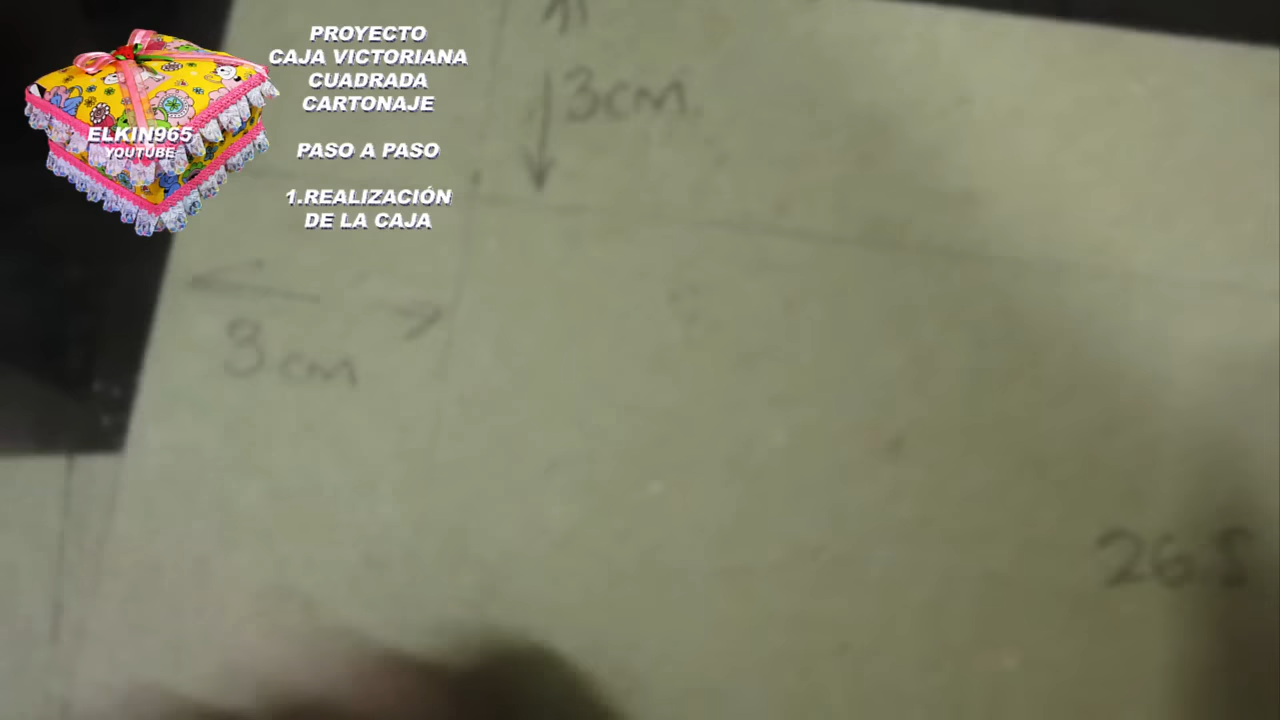 PROYECTO
CAJA VICTORIANA
CUADRADA
CARTONAJE
PASO A PASO
1.REALIZACIÓN
DE LA CAJA
ELKIN965
YOUTUBE
3cm.
3cm
26.5